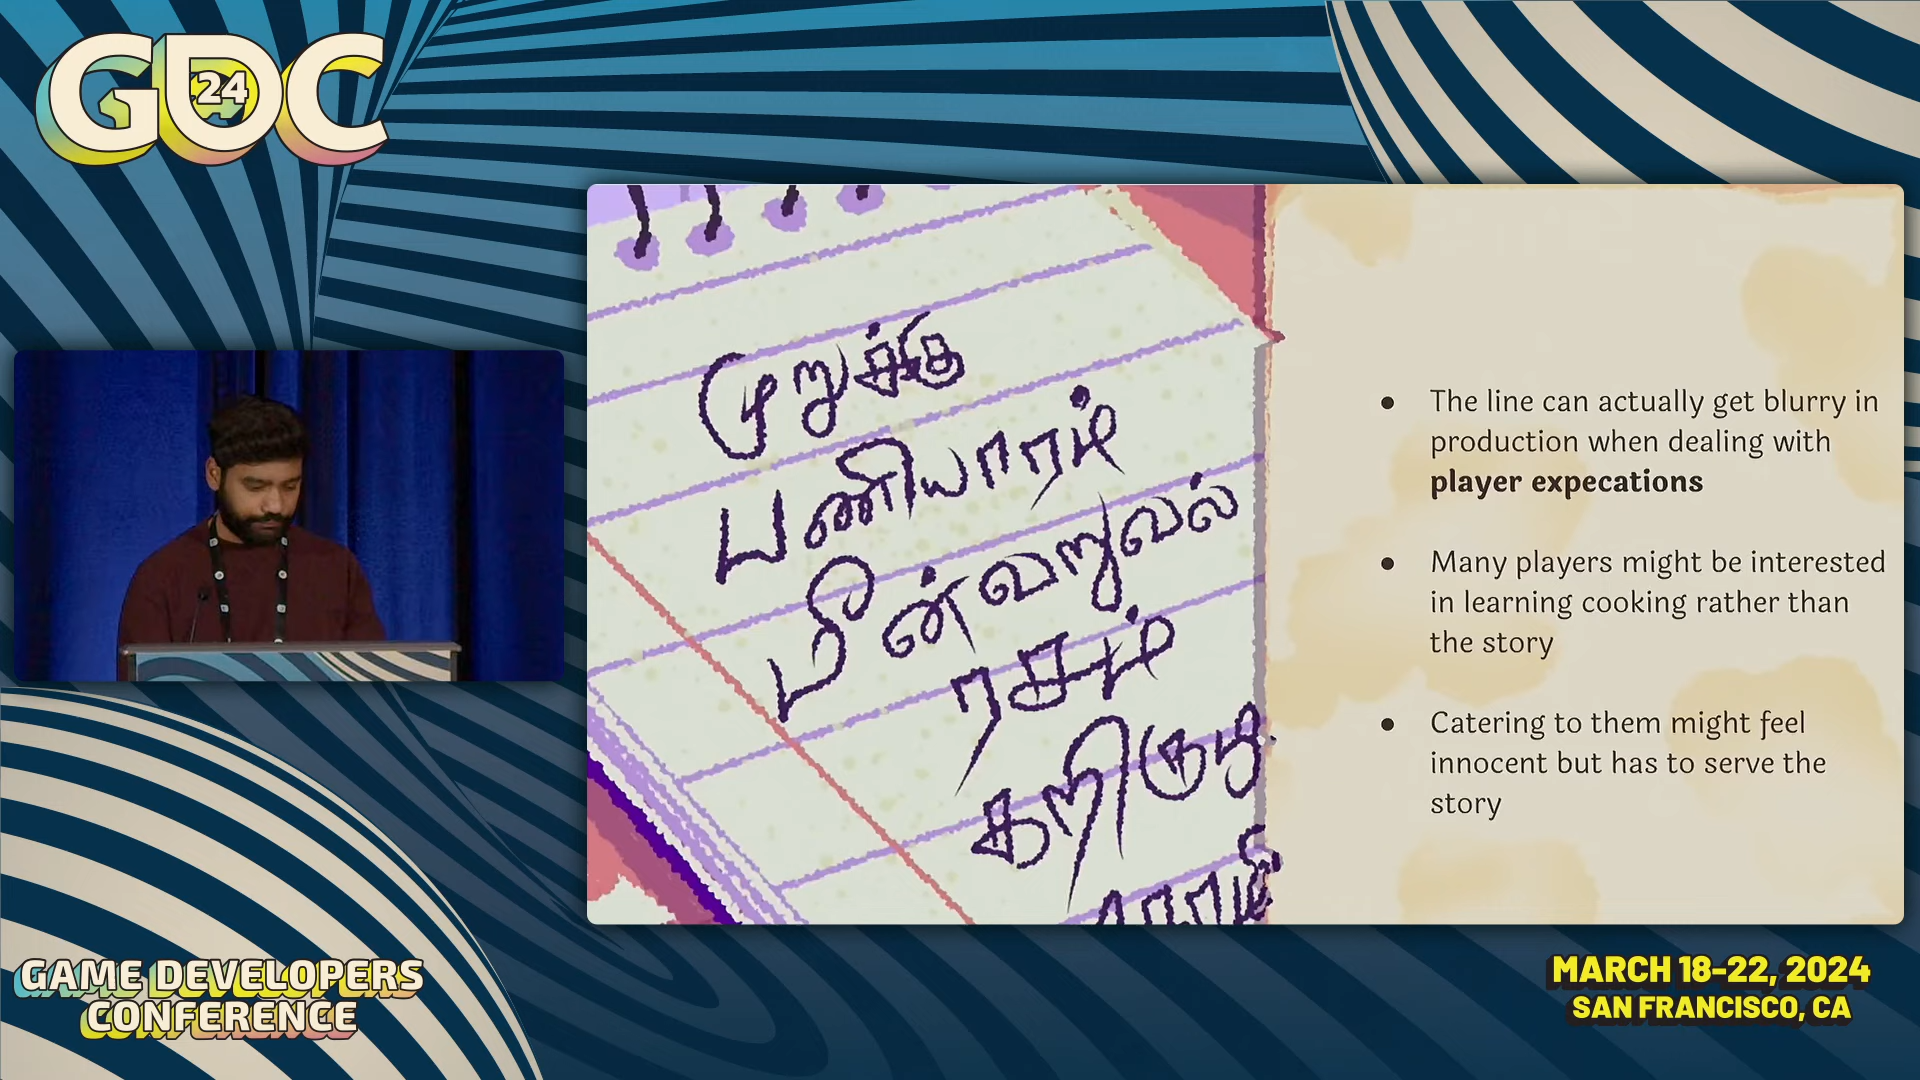 GDC
24
முறுக்கு
பணியாரம்
மீன்வறுவல்
ரசம்
கறிகுழ
The line can actually get blurry in
production when dealing with
player expecations
Many players might be interested
in learning cooking rather than
the story
Catering to them might feel
innocent but has to serve the
story
GAME DEVELOPERS
CONFERENCE
MARCH 18-22, 2024
SAN FRANCISCO, CA